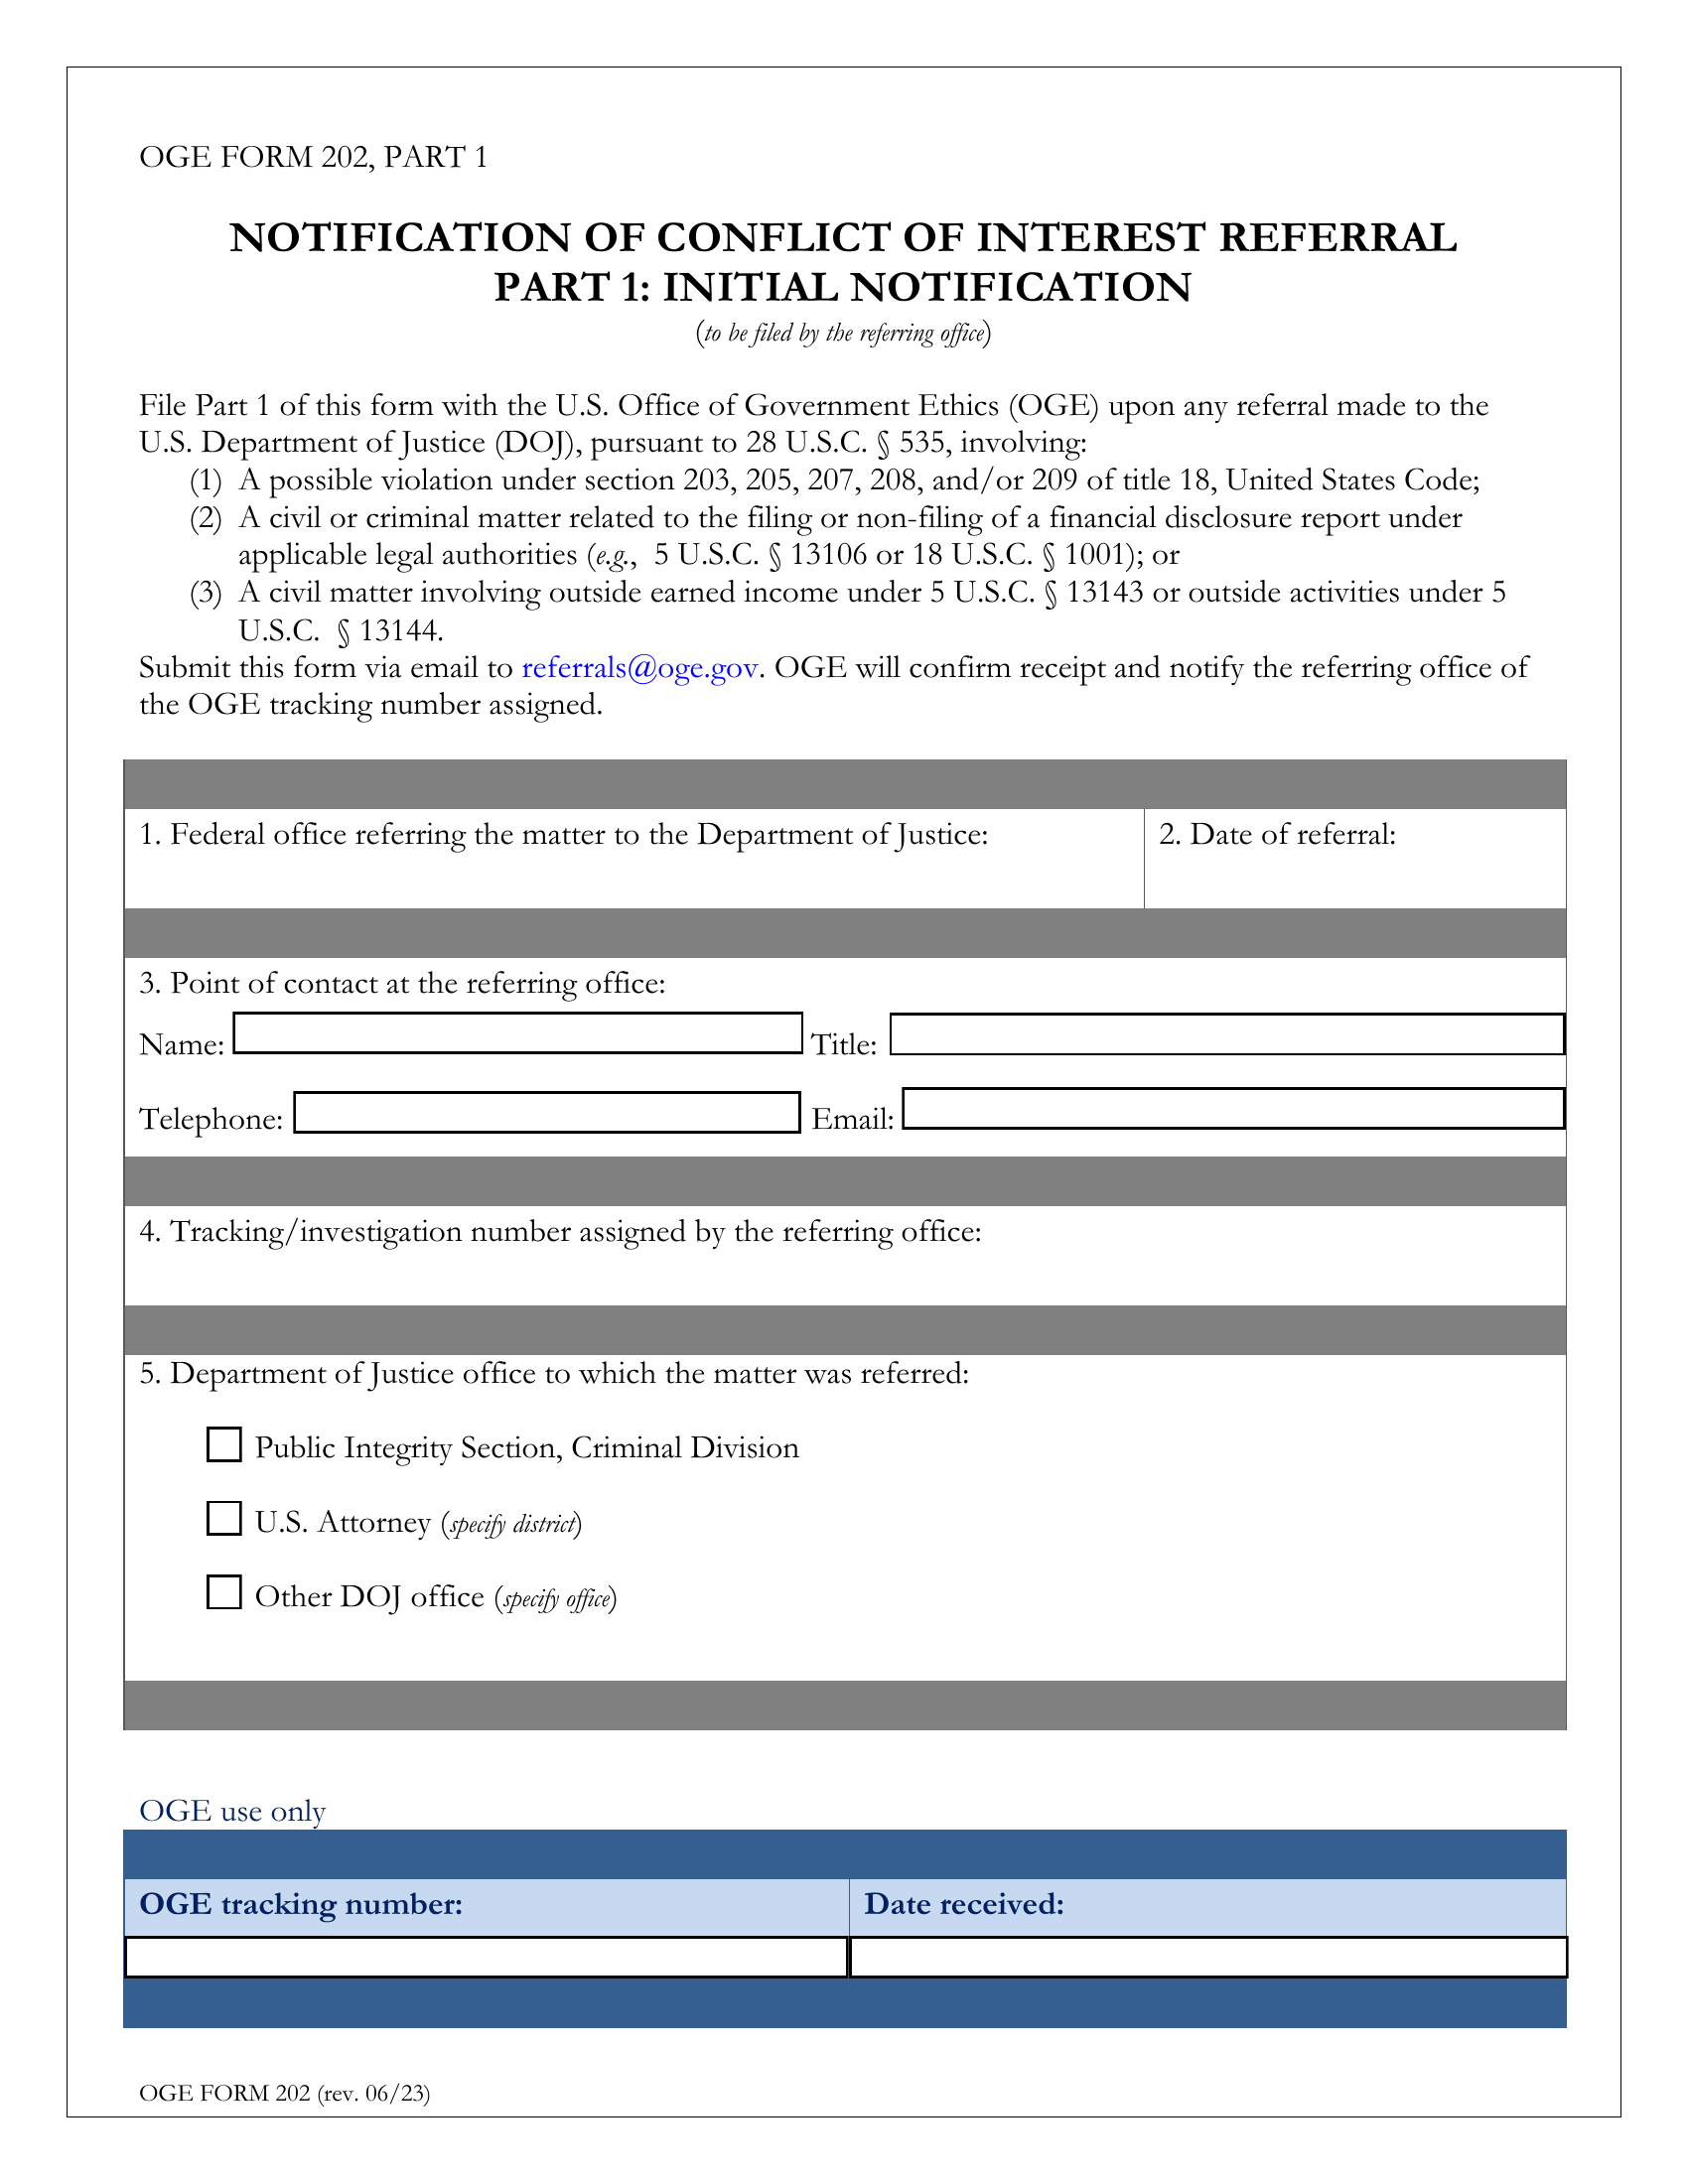 OGE FORM 202, PART 1
NOTIFICATION OF CONFLICT OF INTEREST REFERRAL
PART 1: INITIAL NOTIFICATION
(to be filed by the referring office)
File Part 1 of this form with the U.S. Office of Government Ethics (OGE) upon any referral made to the
U.S. Department of Justice (DOJ), pursuant to 28 U.S.C. § 535, involving:
(1) A possible violation under section 203, 205, 207, 208, and/or 209 of title 18, United States Code;
(2) A civil or criminal matter related to the filing or non-filing of a financial disclosure report under
applicable legal authorities (e.g., 5 U.S.C. § 13106 or 18 U.S.C. § 1001); or
(3) A civil matter involving outside earned income under 5 U.S.C. § 13143 or outside activities under 5
U.S.C. § 13144.
Submit this form via email to referrals@oge.gov. OGE will confirm receipt and notify the referring office of
the OGE tracking number assigned.
1. Federal office referring the matter to the Department of Justice: 2. Date of referral:
3. Point of contact at the referring office:
Name: Title:
Telephone: Email:
4. Tracking/investigation number assigned by the referring office:
5. Department of Justice office to which the matter was referred:
Public Integrity Section, Criminal Division
U.S. Attorney (specify district)
Other DOJ office (specify office)
OGE use only
OGE tracking number: Date received:
OGE FORM 202 (rev. 06/23)